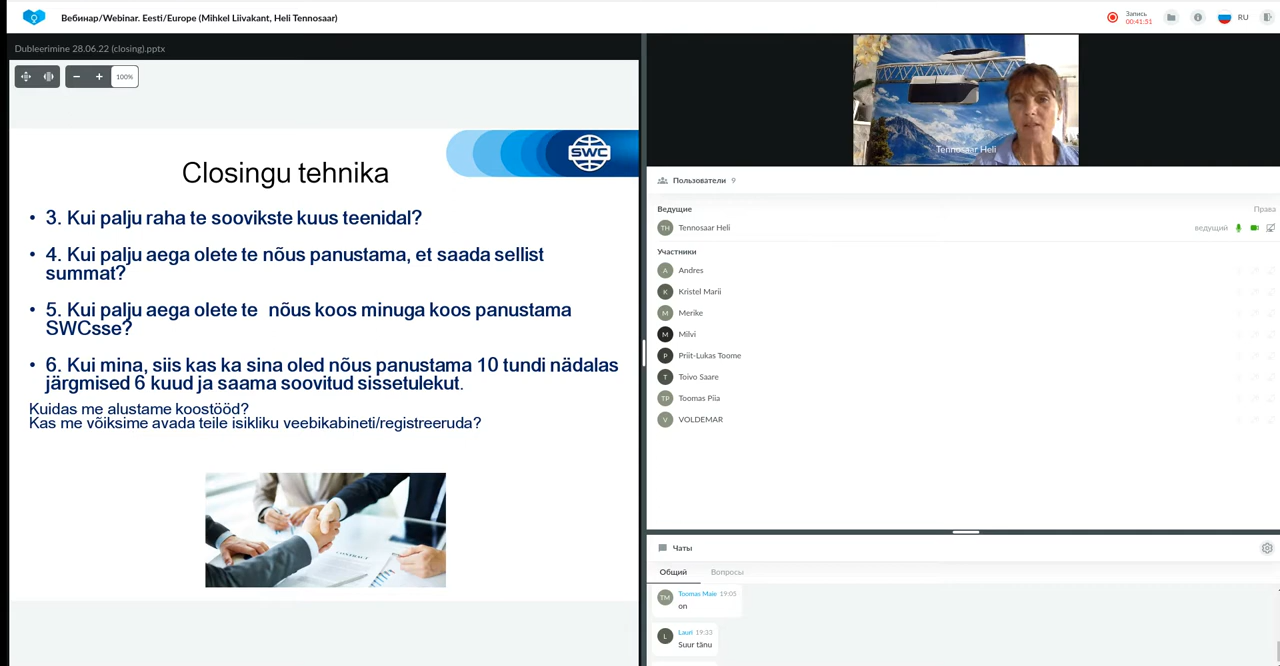 Вебинар/Webinar. Eesti/Europe (Mihkel Liivakant, Heli Tennosaar)
Запись
00:41:51
RU
Dubleerimine 28.06.22 (closing).pptx
100%
SWC
Closingu tehnika
• 3. Kui palju raha te soovikste kuus teenidal?
• 4. Kui palju aega olete te nõus panustama, et saada sellist
summat?
• 5. Kui palju aega olete te nõus koos minuga koos panustama
SWCsse?
• 6. Kui mina, siis kas ka sina oled nõus panustama 10 tundi nädalas
järgmised 6 kuud ja saama soovitud sissetulekut.
Kuidas me alustame koostööd?
Kas me võiksime avada teile isikliku veebikabineti/registreeruda?
CONTRACT
Tennosaar Heli
Пользователи 9
Ведущие Права
TH Tennosaar Heli ведущий
Участники
A Andres
K Kristel Marii
M Merike
M Milvi
P Priit-Lukas Toome
T Toivo Saare
TP Toomas Piia
V VOLDEMAR
Чаты
Общий Вопросы
TM Toomas Maie 19:05
on
L Lauri 19:33
Suur tänu